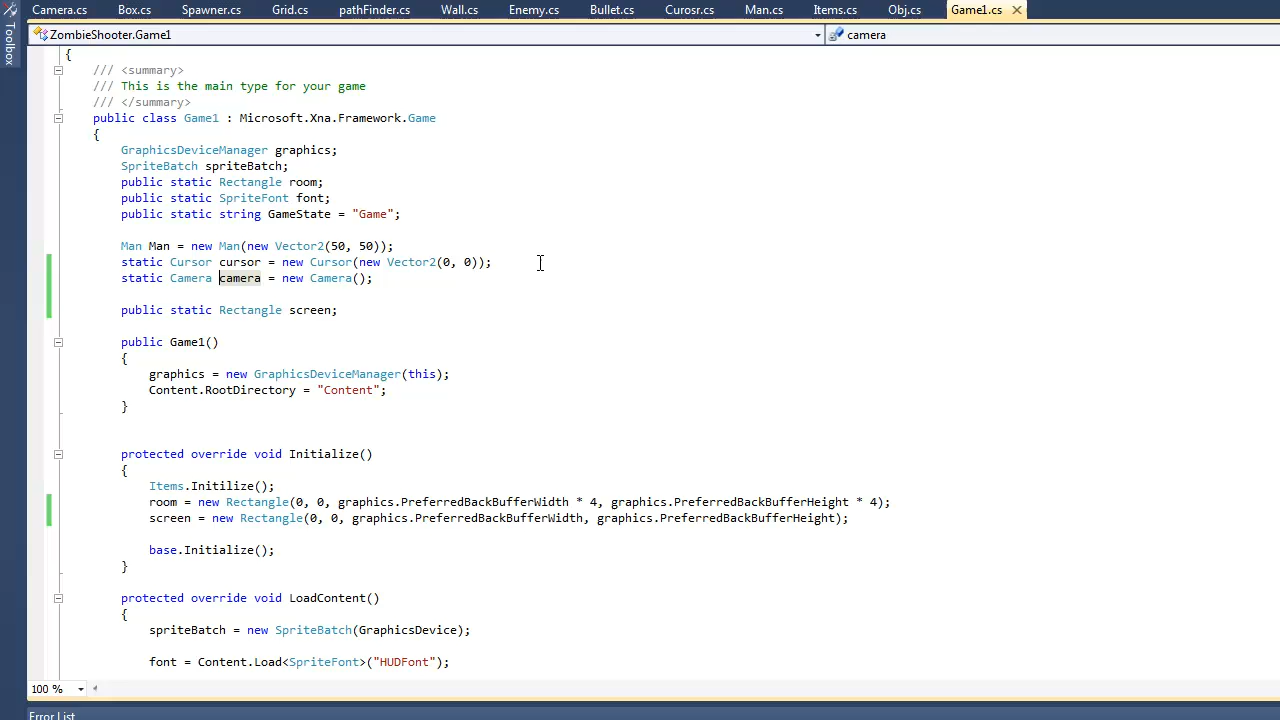 Camera.cs Box.cs Spawner.cs Grid.cs pathFinder.cs Wall.cs Enemy.cs Bullet.cs Curosr.cs Man.cs Items.cs Obj.cs Game1.cs
Toolbox
ZombieShooter.Game1 camera
{
/// <summary>
/// This is the main type for your game
/// </summary>
public class Game1 : Microsoft.Xna.Framework.Game
{
GraphicsDeviceManager graphics;
SpriteBatch spriteBatch;
public static Rectangle room;
public static SpriteFont font;
public static string GameState = "Game";
Man Man = new Man(new Vector2(50, 50));
static Cursor cursor = new Cursor(new Vector2(0, 0));
static Camera camera = new Camera();
public static Rectangle screen;
public Game1()
{
graphics = new GraphicsDeviceManager(this);
Content.RootDirectory = "Content";
}
protected override void Initialize()
{
Items.Initilize();
room = new Rectangle(0, 0, graphics.PreferredBackBufferWidth * 4, graphics.PreferredBackBufferHeight * 4);
screen = new Rectangle(0, 0, graphics.PreferredBackBufferWidth, graphics.PreferredBackBufferHeight);
base.Initialize();
}
protected override void LoadContent()
{
spriteBatch = new SpriteBatch(GraphicsDevice);
font = Content.Load<SpriteFont>("HUDFont");
100 %
Error List